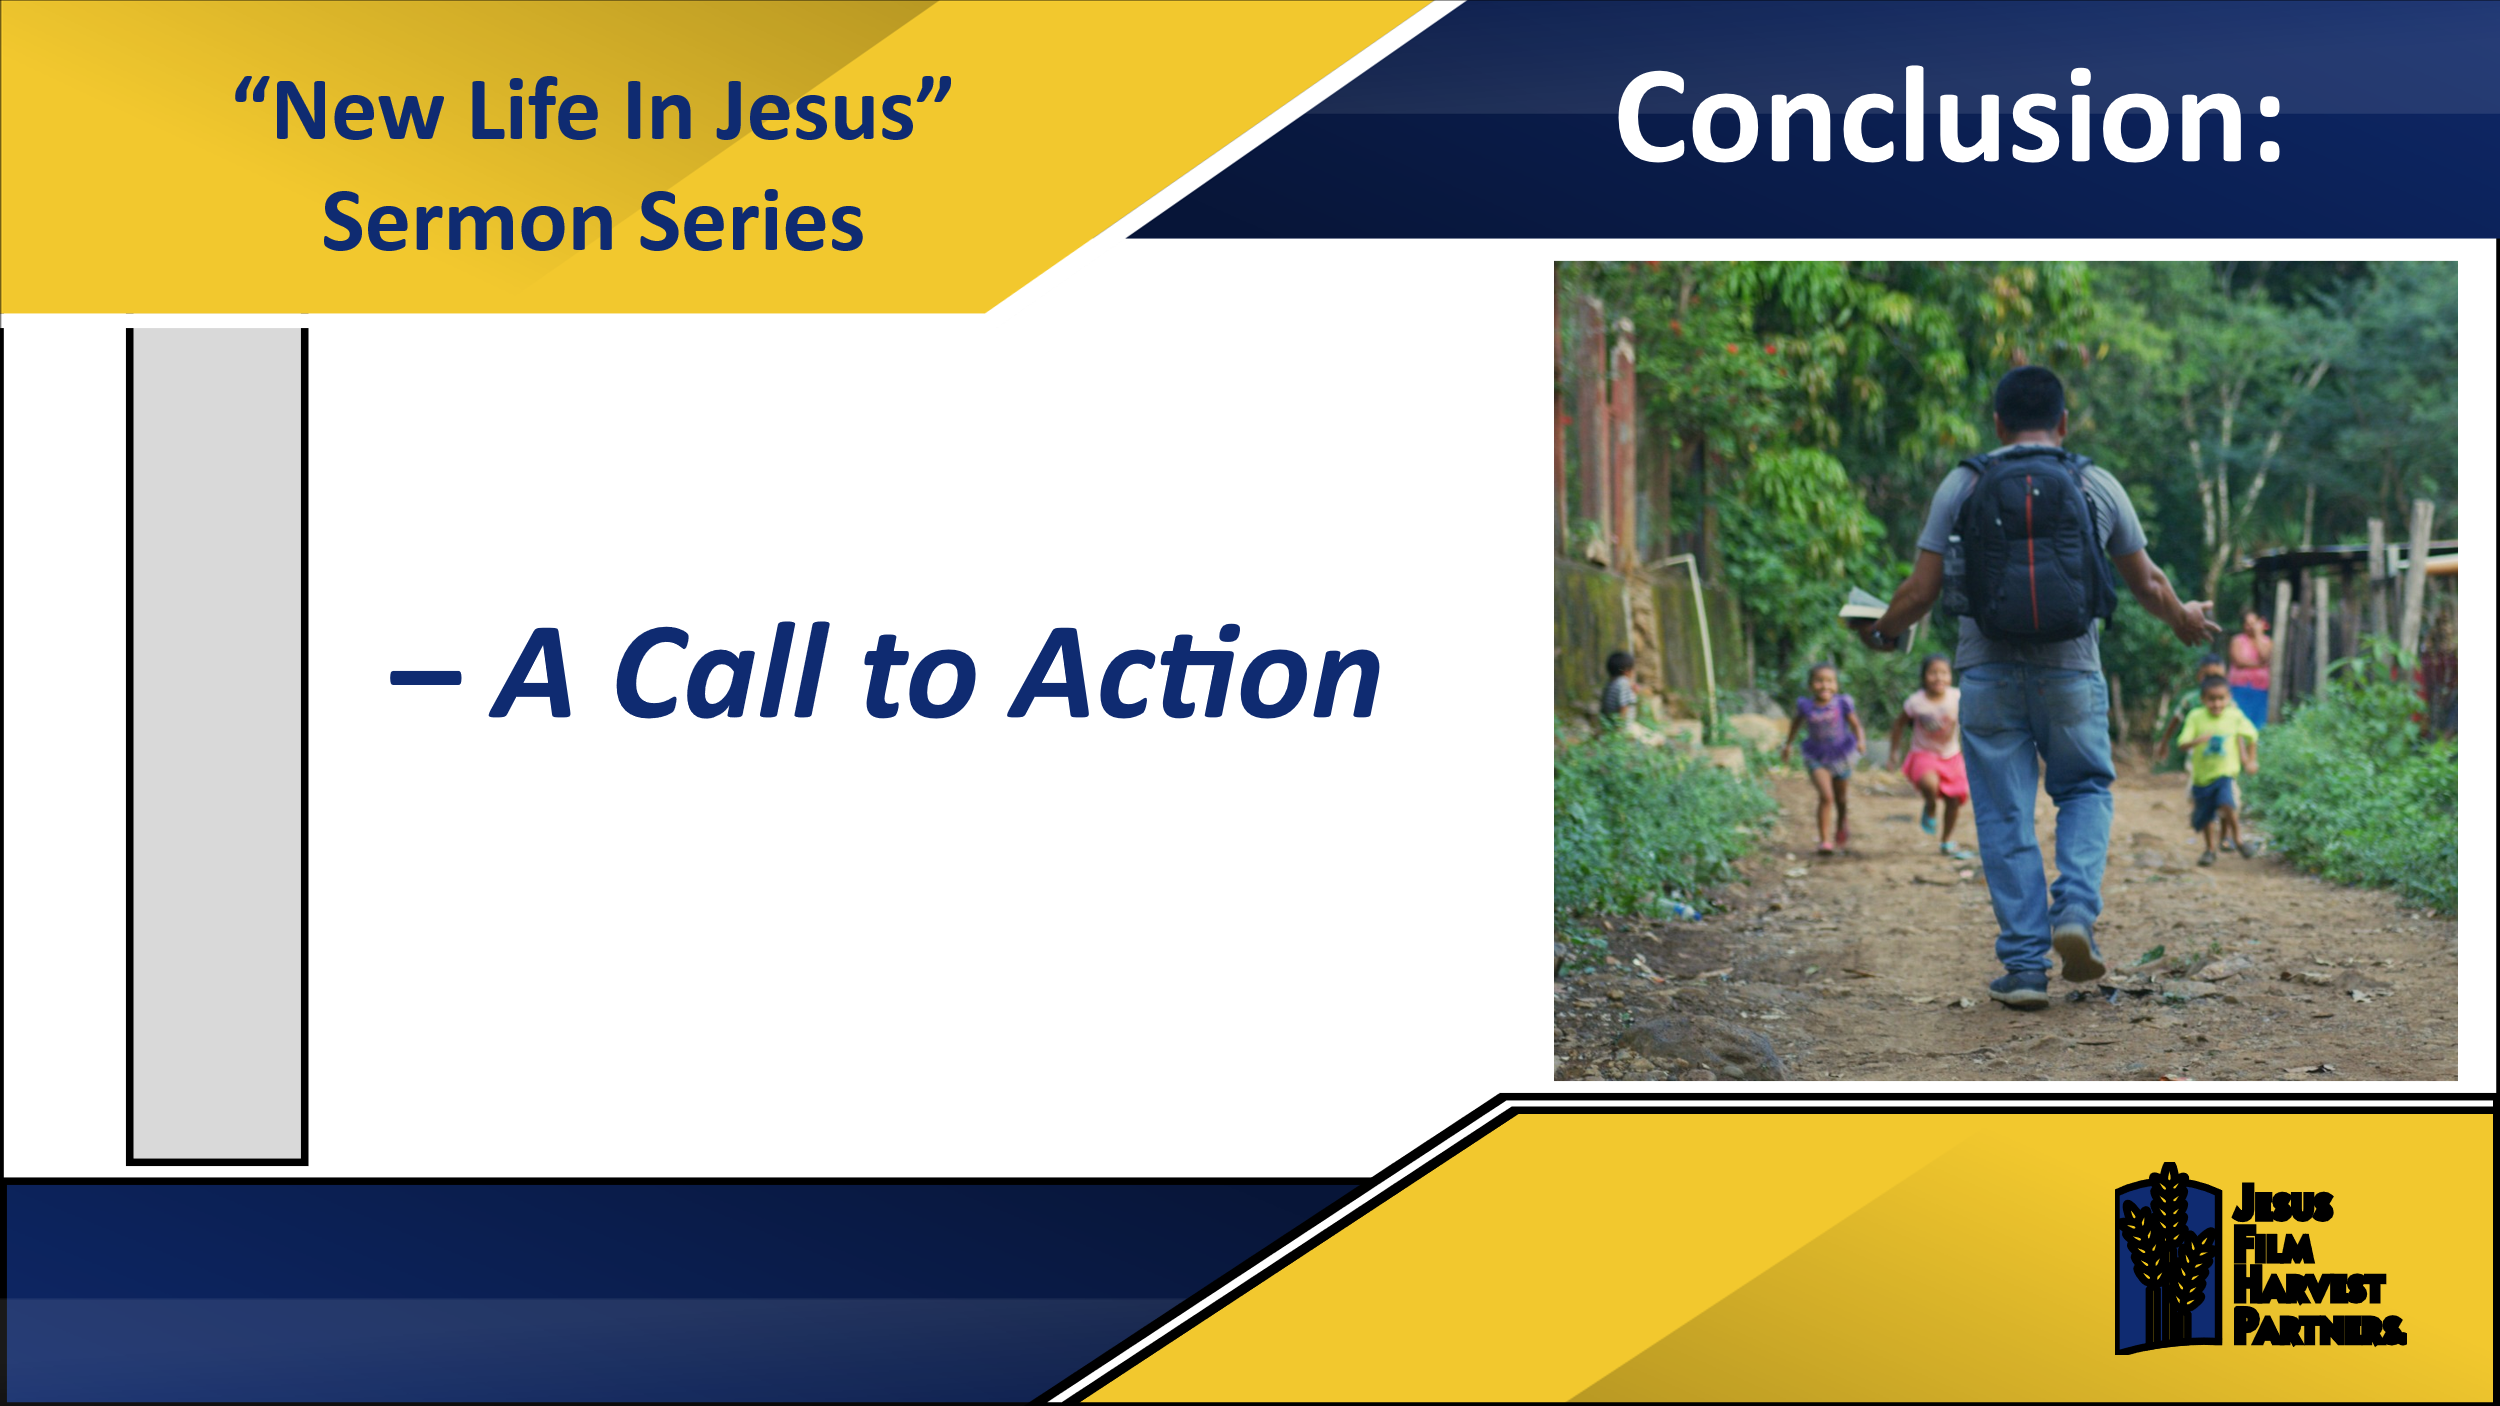 “New Life In Jesus”
Sermon Series
Conclusion:
– A Call to Action
JESUS
FILM
HARVEST
PARTNERS